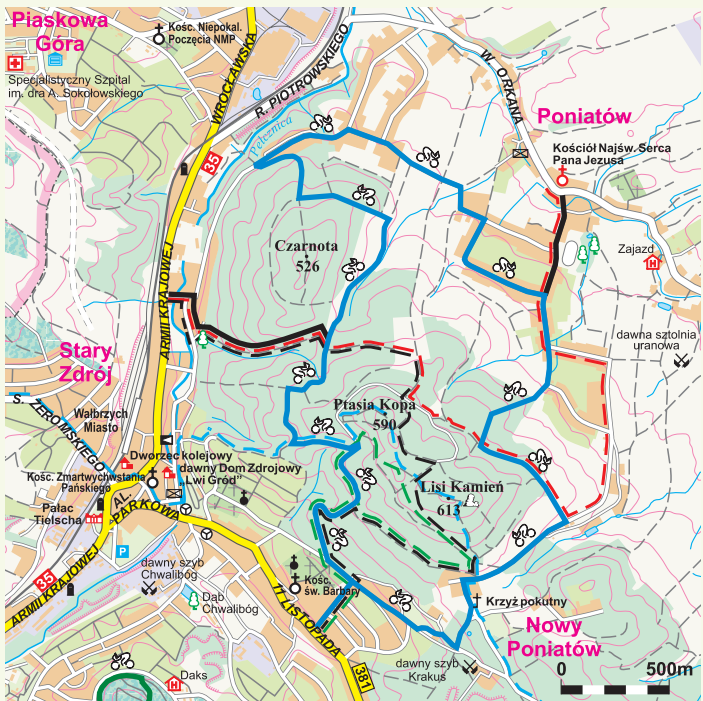 Piaskowa
Góra
Kośc. Niepokal.
Poczęcia NMP
Specjalistyczny Szpital
im. dra A. Sokołowskiego
WROCŁAWSKA
R. PIOTROWSKIEGO
Pełcznica
35
W. ORKANA
Poniatów
Kościół Najśw. Serca
Pana Jezusa
Zajazd
H
Czarnota
526
ARMII KRAJOWEJ
dawna sztolnia
uranowa
Stary
Zdrój
S. ŻEROWSKIEGO
Wałbrzych
Miasto
Ptasia Kopa
590
Dworzec kolejowy
dawny Dom Zdrojowy
„Lwi Gród”
Kośc. Zmartwychwstania
Pańskiego
Lisi Kamień
613
Pałac
Tielscha
AL.
PARKOWA
P
35
ARMII KRAJOWEJ
dawny szyb
Chwalibóg
Dąb
Chwalibóg
Kośc.
św. Barbary
11 LISTOPADA
Krzyż pokutny
Nowy
Poniatów
dawny szyb
Krakus
381
Daks
H
0 500m